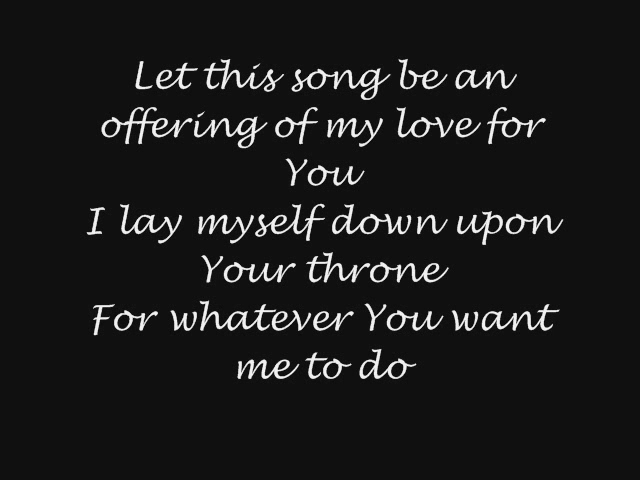 Let this song be an
offering of my love for
You
I lay myself down upon
Your throne
For whatever You want
me to do